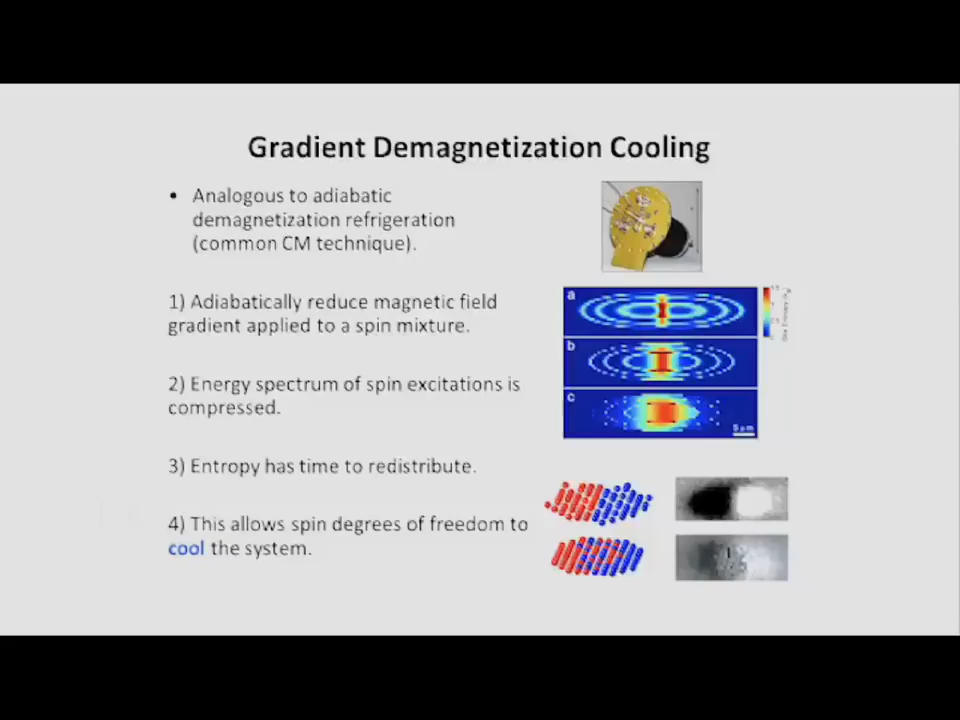 Gradient Demagnetization Cooling
• Analogous to adiabatic
demagnetization refrigeration
(common CM technique).
1) Adiabatically reduce magnetic field
gradient applied to a spin mixture.
2) Energy spectrum of spin excitations is
compressed.
3) Entropy has time to redistribute.
4) This allows spin degrees of freedom to
cool the system.
a
b
c
5 μm